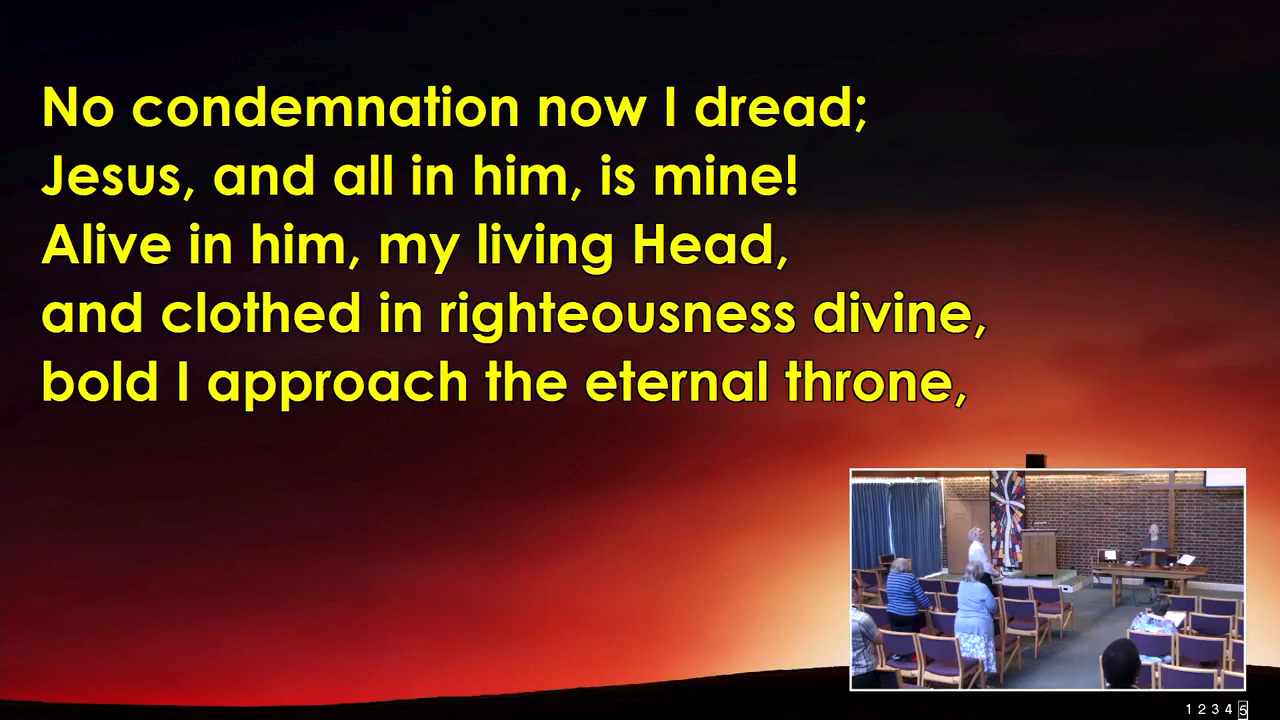 No condemnation now I dread;
Jesus, and all in him, is mine!
Alive in him, my living Head,
and clothed in righteousness divine,
bold I approach the eternal throne,
1 2 3 4 5